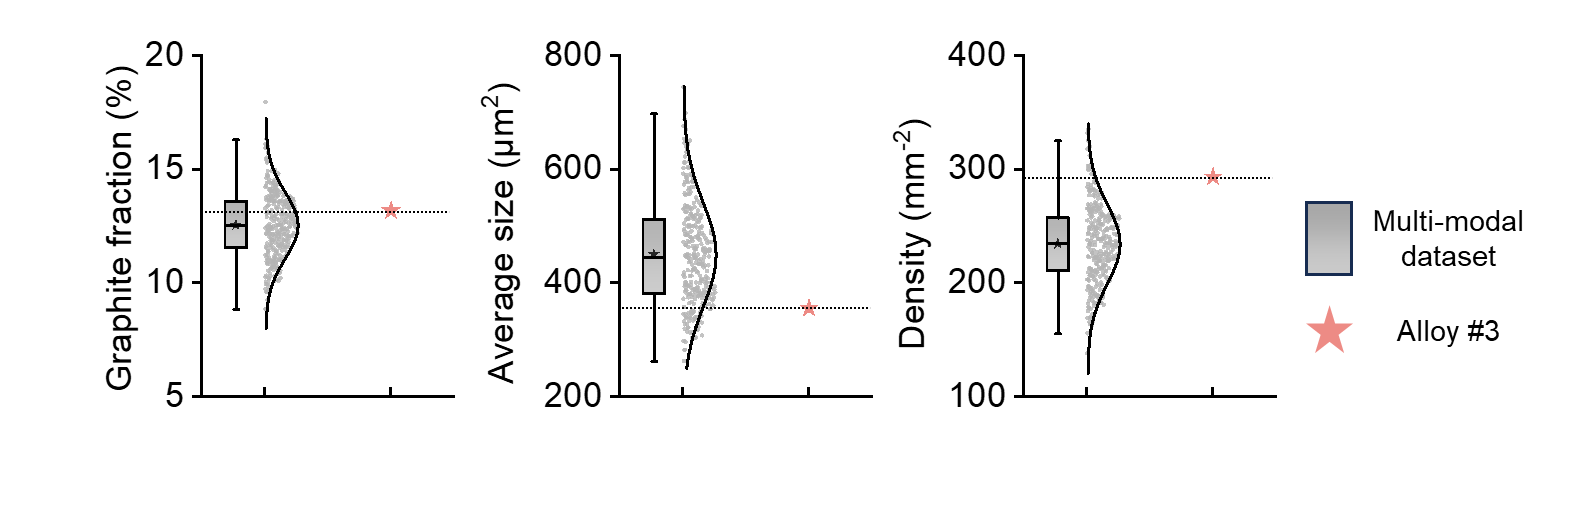 Graphite fraction (%)
20
15
10
5
Average size (μm²)
800
600
400
200
Density (mm⁻²)
400
300
200
100
Multi-modal
dataset
Alloy #3